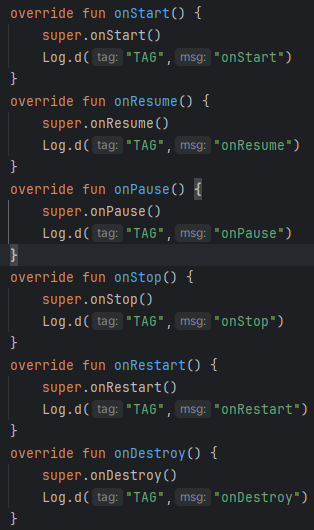 override fun onStart() {
super.onStart()
Log.d( tag: "TAG", msg: "onStart")
}
override fun onResume() {
super.onResume()
Log.d( tag: "TAG", msg: "onResume")
}
override fun onPause() {
super.onPause()
Log.d( tag: "TAG", msg: "onPause")
}
override fun onStop() {
super.onStop()
Log.d( tag: "TAG", msg: "onStop")
}
override fun onRestart() {
super.onRestart()
Log.d( tag: "TAG", msg: "onRestart")
}
override fun onDestroy() {
super.onDestroy()
Log.d( tag: "TAG", msg: "onDestroy")
}